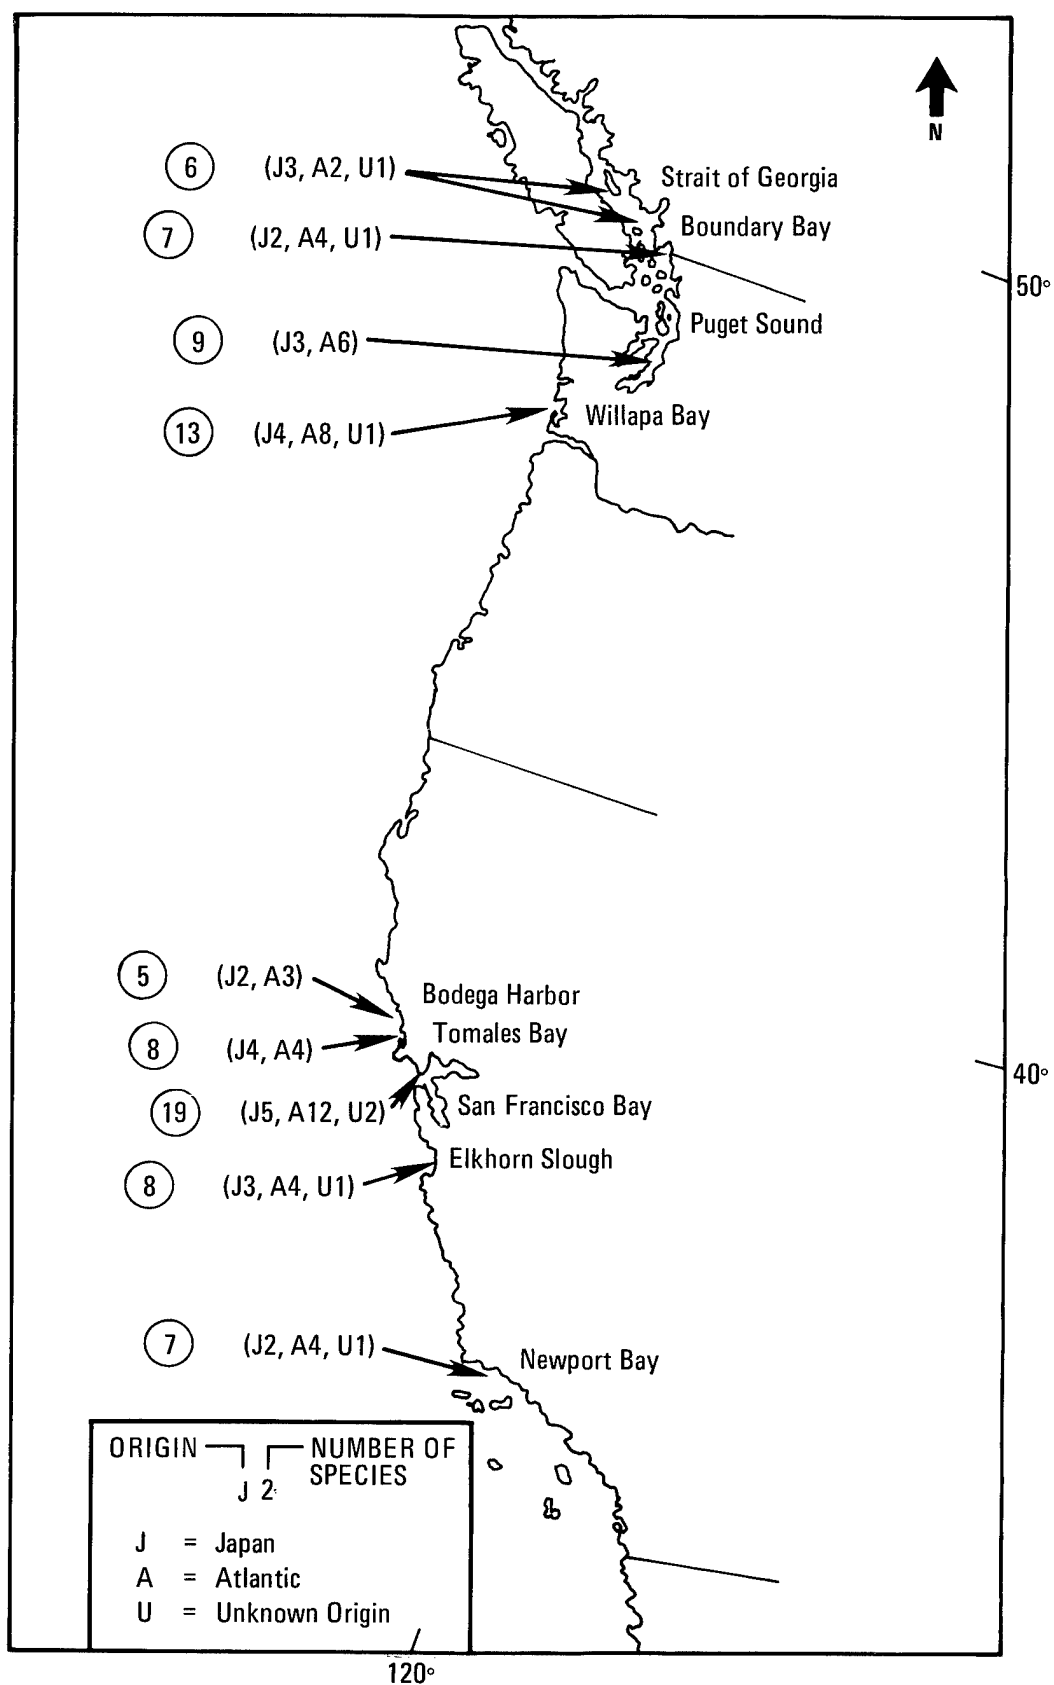 N
6 (J3, A2, U1) Strait of Georgia
7 (J2, A4, U1) Boundary Bay
50°
9 (J3, A6) Puget Sound
13 (J4, A8, U1) Willapa Bay
5 (J2, A3) Bodega Harbor
8 (J4, A4) Tomales Bay
40°
19 (J5, A12, U2) San Francisco Bay
8 (J3, A4, U1) Elkhorn Slough
7 (J2, A4, U1) Newport Bay
ORIGIN NUMBER OF
SPECIES
J 2
J = Japan
A = Atlantic
U = Unknown Origin
120°